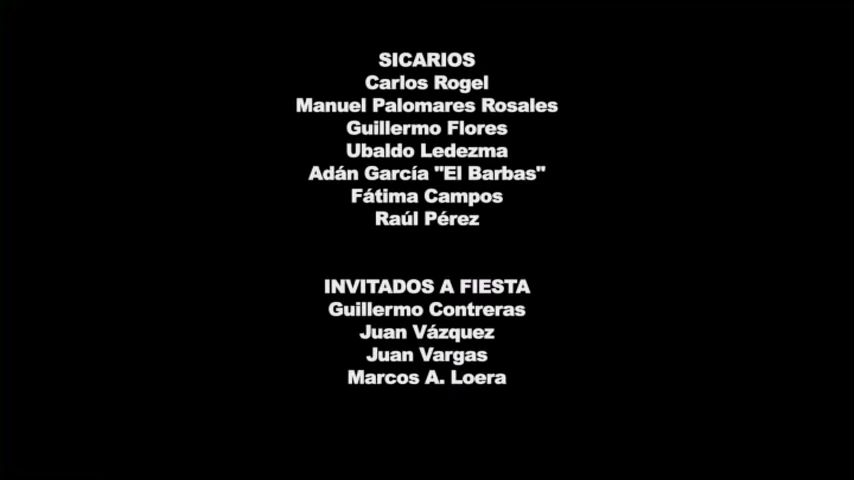 SICARIOS
Carlos Rogel
Manuel Palomares Rosales
Guillermo Flores
Ubaldo Ledezma
Adán García "El Barbas"
Fátima Campos
Raúl Pérez
INVITADOS A FIESTA
Guillermo Contreras
Juan Vázquez
Juan Vargas
Marcos A. Loera